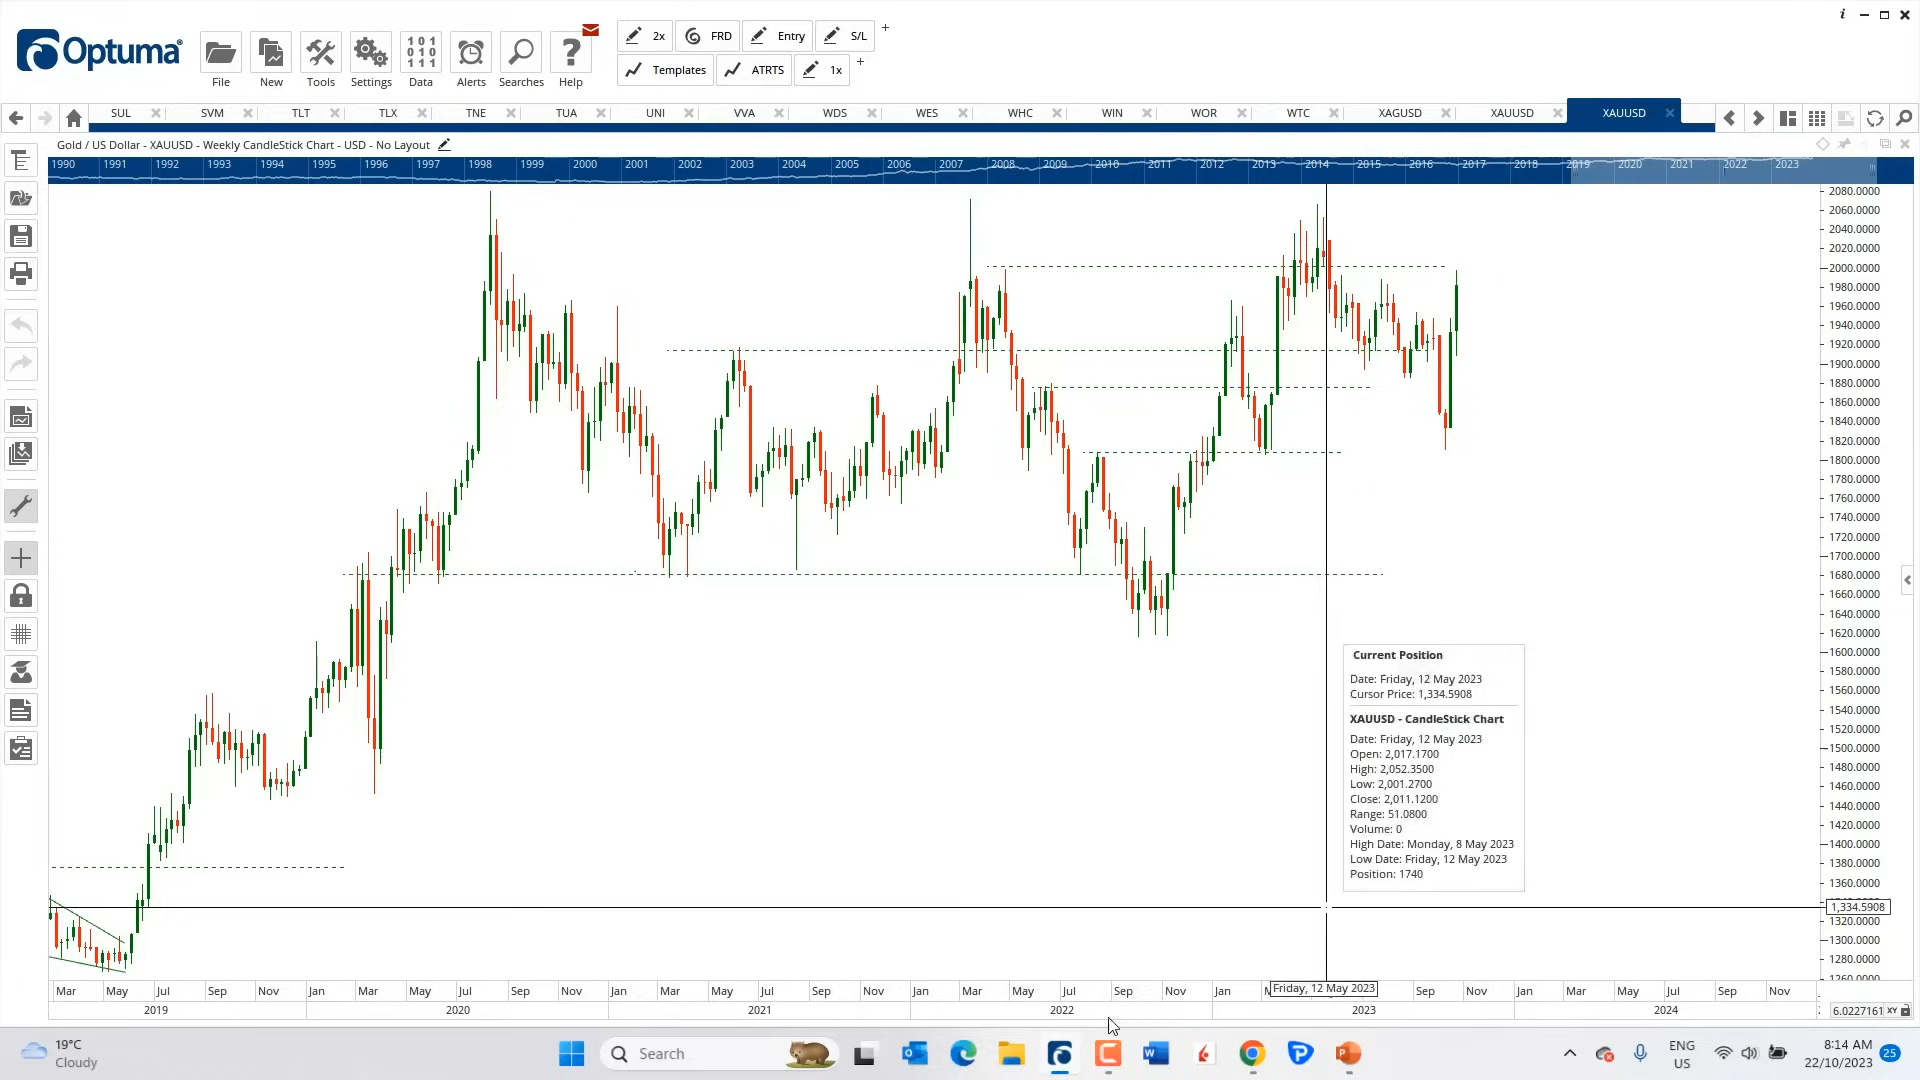 Optuma
File
New
Tools
Settings
Data
Alerts
Searches
Help
2x
FRD
Entry
S/L
Templates
ATRTS
1x
SUL
SVM
TLT
TLX
TNE
TUA
UNI
VVA
WDS
WES
WHC
WIN
WOR
WTC
XAGUSD
XAUUSD
XAUUSD
Gold / US Dollar - XAUUSD - Weekly CandleStick Chart - USD - No Layout
1990 1991 1992 1993 1994 1995 1996 1997 1998 1999 2000 2001 2002 2003 2004 2005 2006 2007 2008 2009 2010 2011 2012 2013 2014 2015 2016 2017 2018 2019 2020 2021 2022 2023
2080.0000
2060.0000
2040.0000
2020.0000
2000.0000
1980.0000
1960.0000
1940.0000
1920.0000
1900.0000
1880.0000
1860.0000
1840.0000
1820.0000
1800.0000
1780.0000
1760.0000
1740.0000
1720.0000
1700.0000
1680.0000
1660.0000
1640.0000
1620.0000
1600.0000
1580.0000
1560.0000
1540.0000
1520.0000
1500.0000
1480.0000
1460.0000
1440.0000
1420.0000
1400.0000
1380.0000
1360.0000
1,334.5908
1320.0000
1300.0000
1280.0000
1260.0000
Current Position
Date: Friday, 12 May 2023
Cursor Price: 1,334.5908
XAUUSD - CandleStick Chart
Date: Friday, 12 May 2023
Open: 2,017.1700
High: 2,052.3500
Low: 2,001.2700
Close: 2,011.1200
Range: 51.0800
Volume: 0
High Date: Monday, 8 May 2023
Low Date: Friday, 12 May 2023
Position: 1740
Mar May Jul Sep Nov Jan Mar May Jul Sep Nov Jan Mar May Jul Sep Nov Jan Mar May Jul Sep Nov Jan Friday, 12 May 2023 Sep Nov Jan Mar May Jul Sep Nov
2019 2020 2021 2022 2023 2024
6.0227161 XY
19°C
Cloudy
Search
ENG
US
8:14 AM
22/10/2023
25